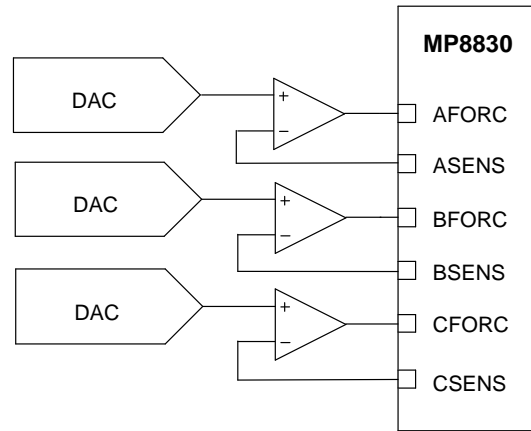 MP8830
DAC
+
−
AFORC
ASENS
DAC
+
−
BFORC
BSENS
DAC
+
−
CFORC
CSENS